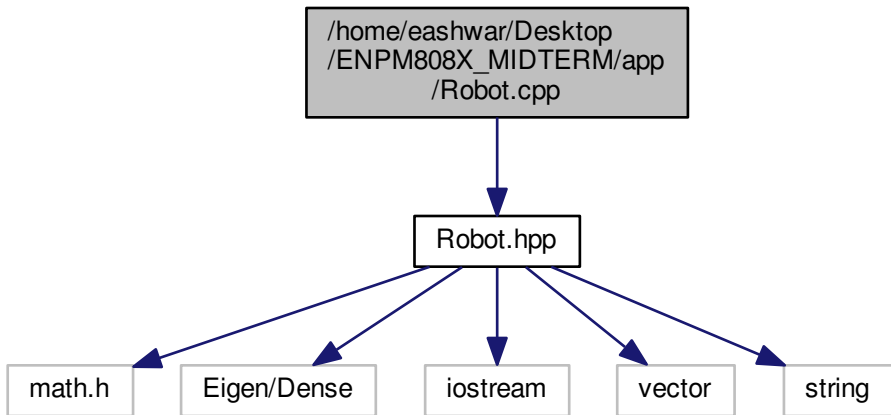 /home/eashwar/Desktop
/ENPM808X_MIDTERM/app
/Robot.cpp
Robot.hpp
math.h
Eigen/Dense
iostream
vector
string